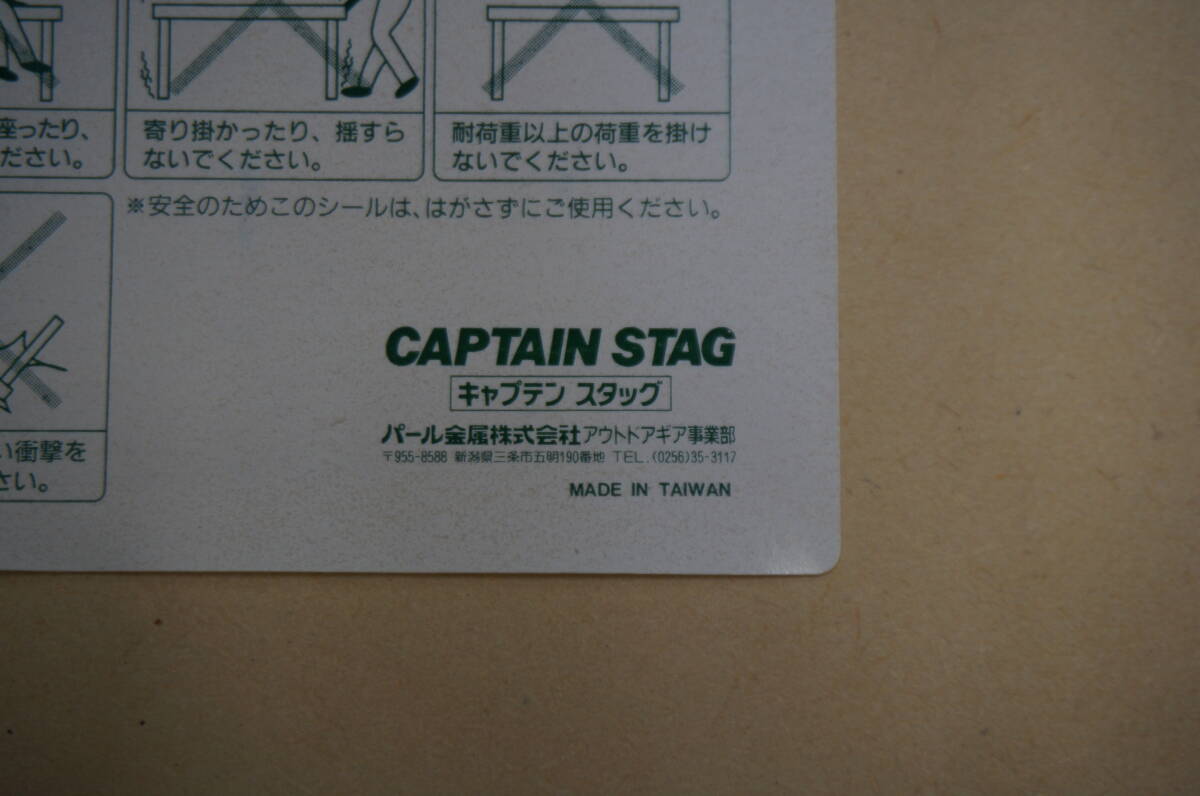 座ったり、
ださい。
寄り掛かったり、揺すら
ないでください。
耐荷重以上の荷重を掛け
ないでください。
※安全のためこのシールは、はがさずにご使用ください。
い衝撃を
さい。
CAPTAIN STAG
キャプテン スタッグ
パール金属株式会社アウトドアギア事業部
〒955-8588 新潟県三条市五明190番地 TEL.(0256)35-3117
MADE IN TAIWAN